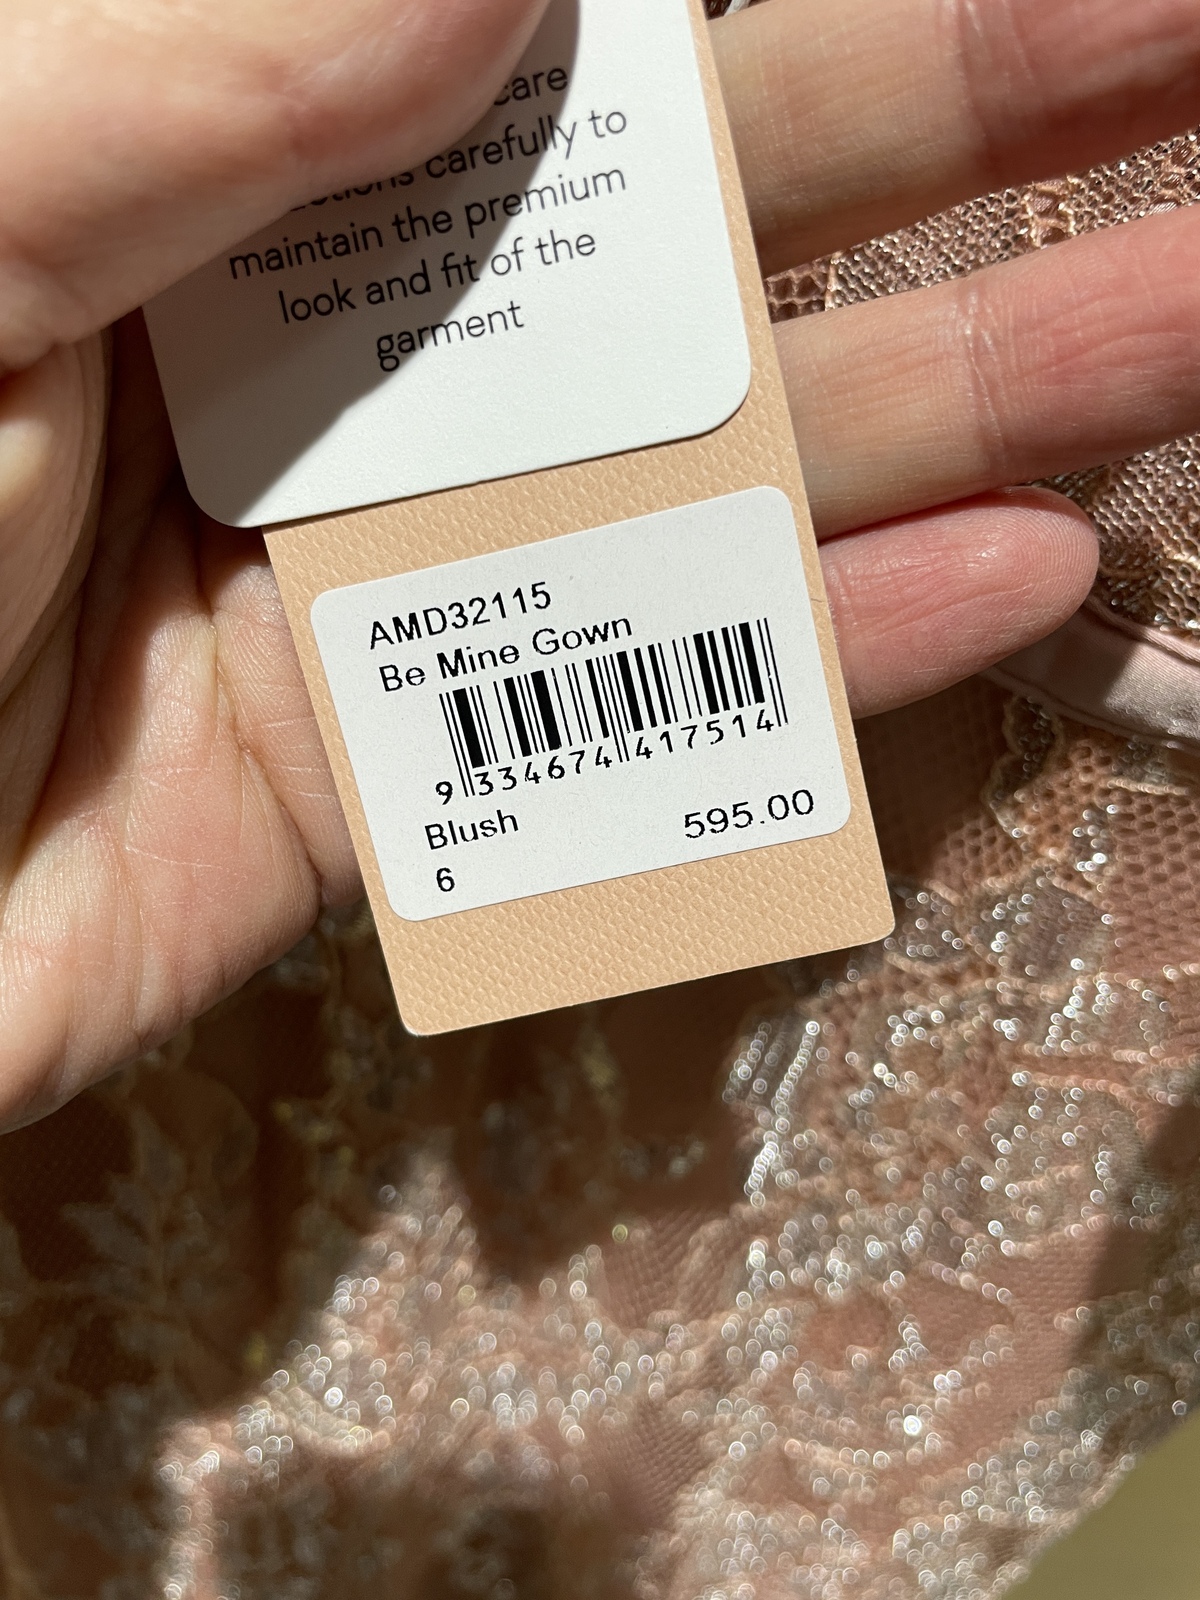 care
carefully to
maintain the premium
look and fit of the
garment
AMD32115
Be Mine Gown
9 334674 417514
Blush 595.00
6